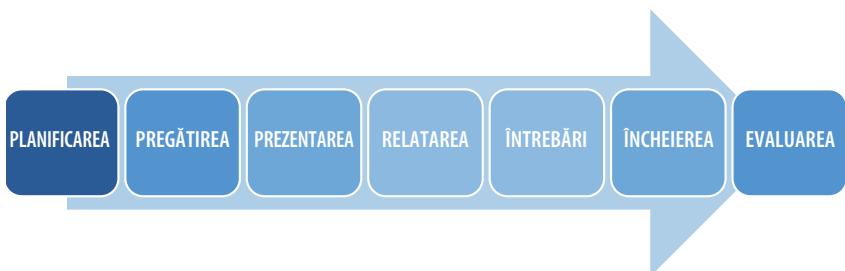 PLANIFICAREA
PREGĂTIREA
PREZENTAREA
RELATAREA
ÎNTREBĂRI
ÎNCHEIEREA
EVALUAREA